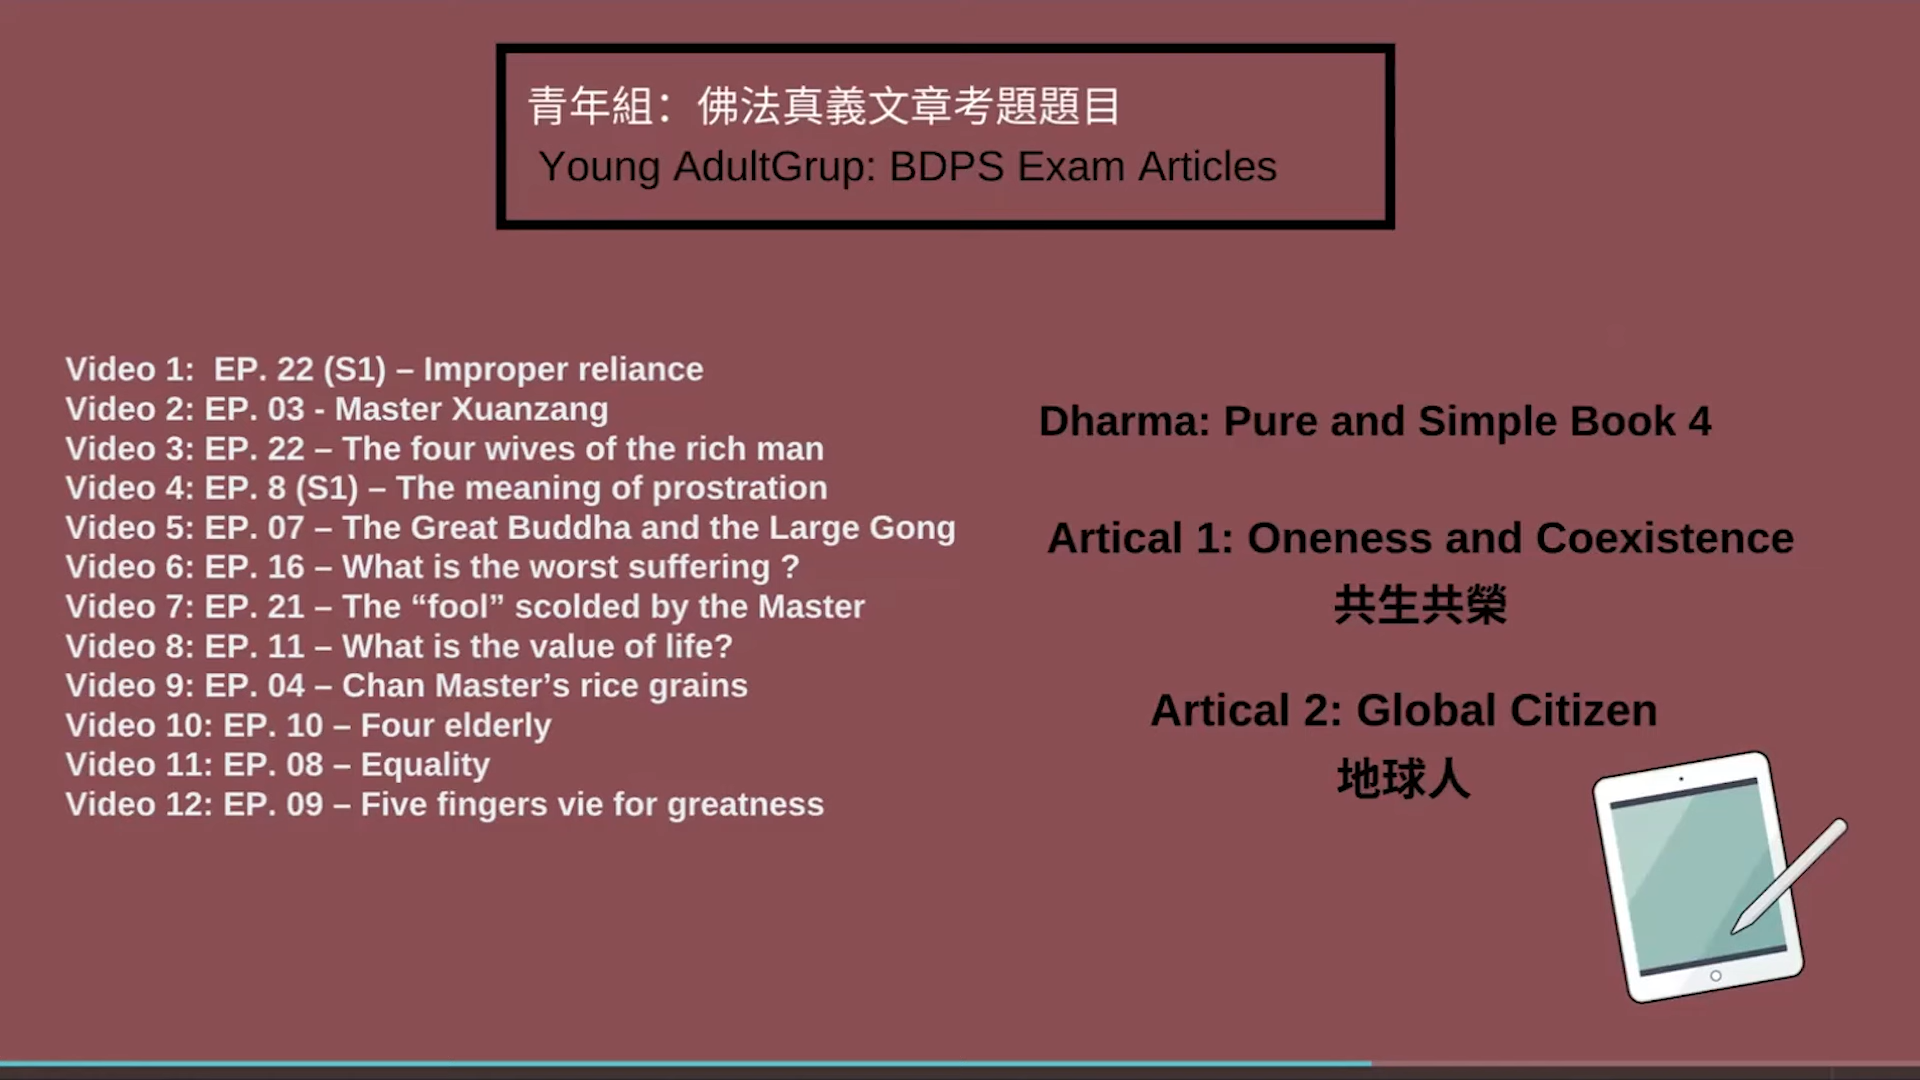 青年組：佛法真義文章考題題目
Young AdultGrup: BDPS Exam Articles
Video 1:  EP. 22 (S1) – Improper reliance
Video 2: EP. 03 - Master Xuanzang
Video 3: EP. 22 – The four wives of the rich man
Video 4: EP. 8 (S1) – The meaning of prostration
Video 5: EP. 07 – The Great Buddha and the Large Gong
Video 6: EP. 16 – What is the worst suffering ?
Video 7: EP. 21 – The “fool” scolded by the Master
Video 8: EP. 11 – What is the value of life?
Video 9: EP. 04 – Chan Master’s rice grains
Video 10: EP. 10 – Four elderly
Video 11: EP. 08 – Equality
Video 12: EP. 09 – Five fingers vie for greatness
Dharma: Pure and Simple Book 4
Artical 1: Oneness and Coexistence
共生共榮
Artical 2: Global Citizen
地球人